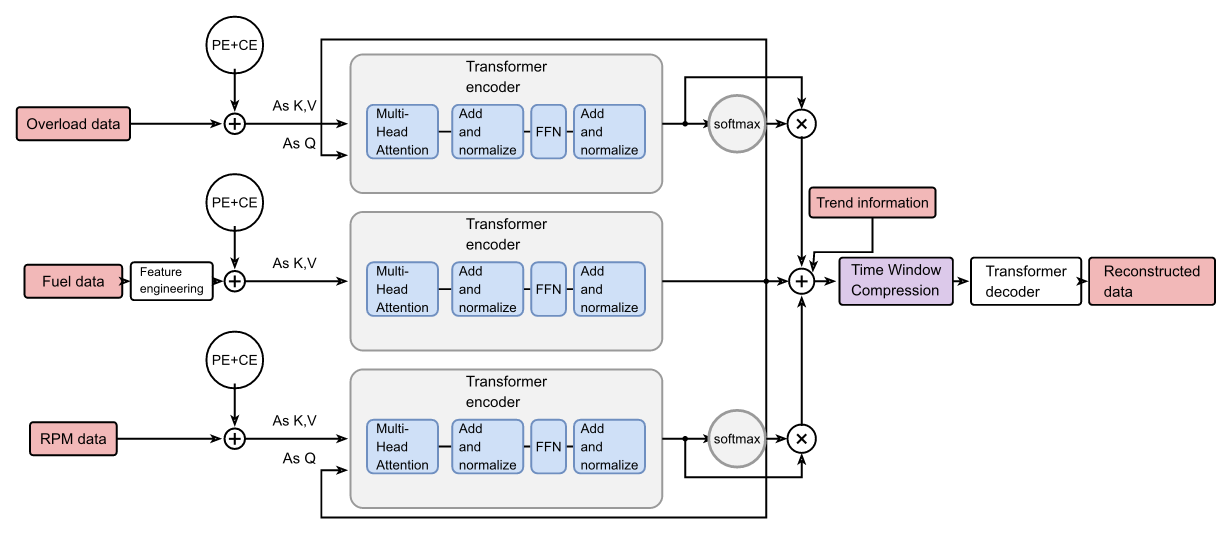 PE+CE
Overload data
As K,V
As Q
Transformer
encoder
Multi-
Head
Attention
Add
and
normalize
FFN
Add
and
normalize
softmax
PE+CE
Fuel data
Feature
engineering
As K,V
Transformer
encoder
Multi-
Head
Attention
Add
and
normalize
FFN
Add
and
normalize
Trend information
Time Window
Compression
Transformer
decoder
Reconstructed
data
PE+CE
RPM data
As K,V
As Q
Transformer
encoder
Multi-
Head
Attention
Add
and
normalize
FFN
Add
and
normalize
softmax